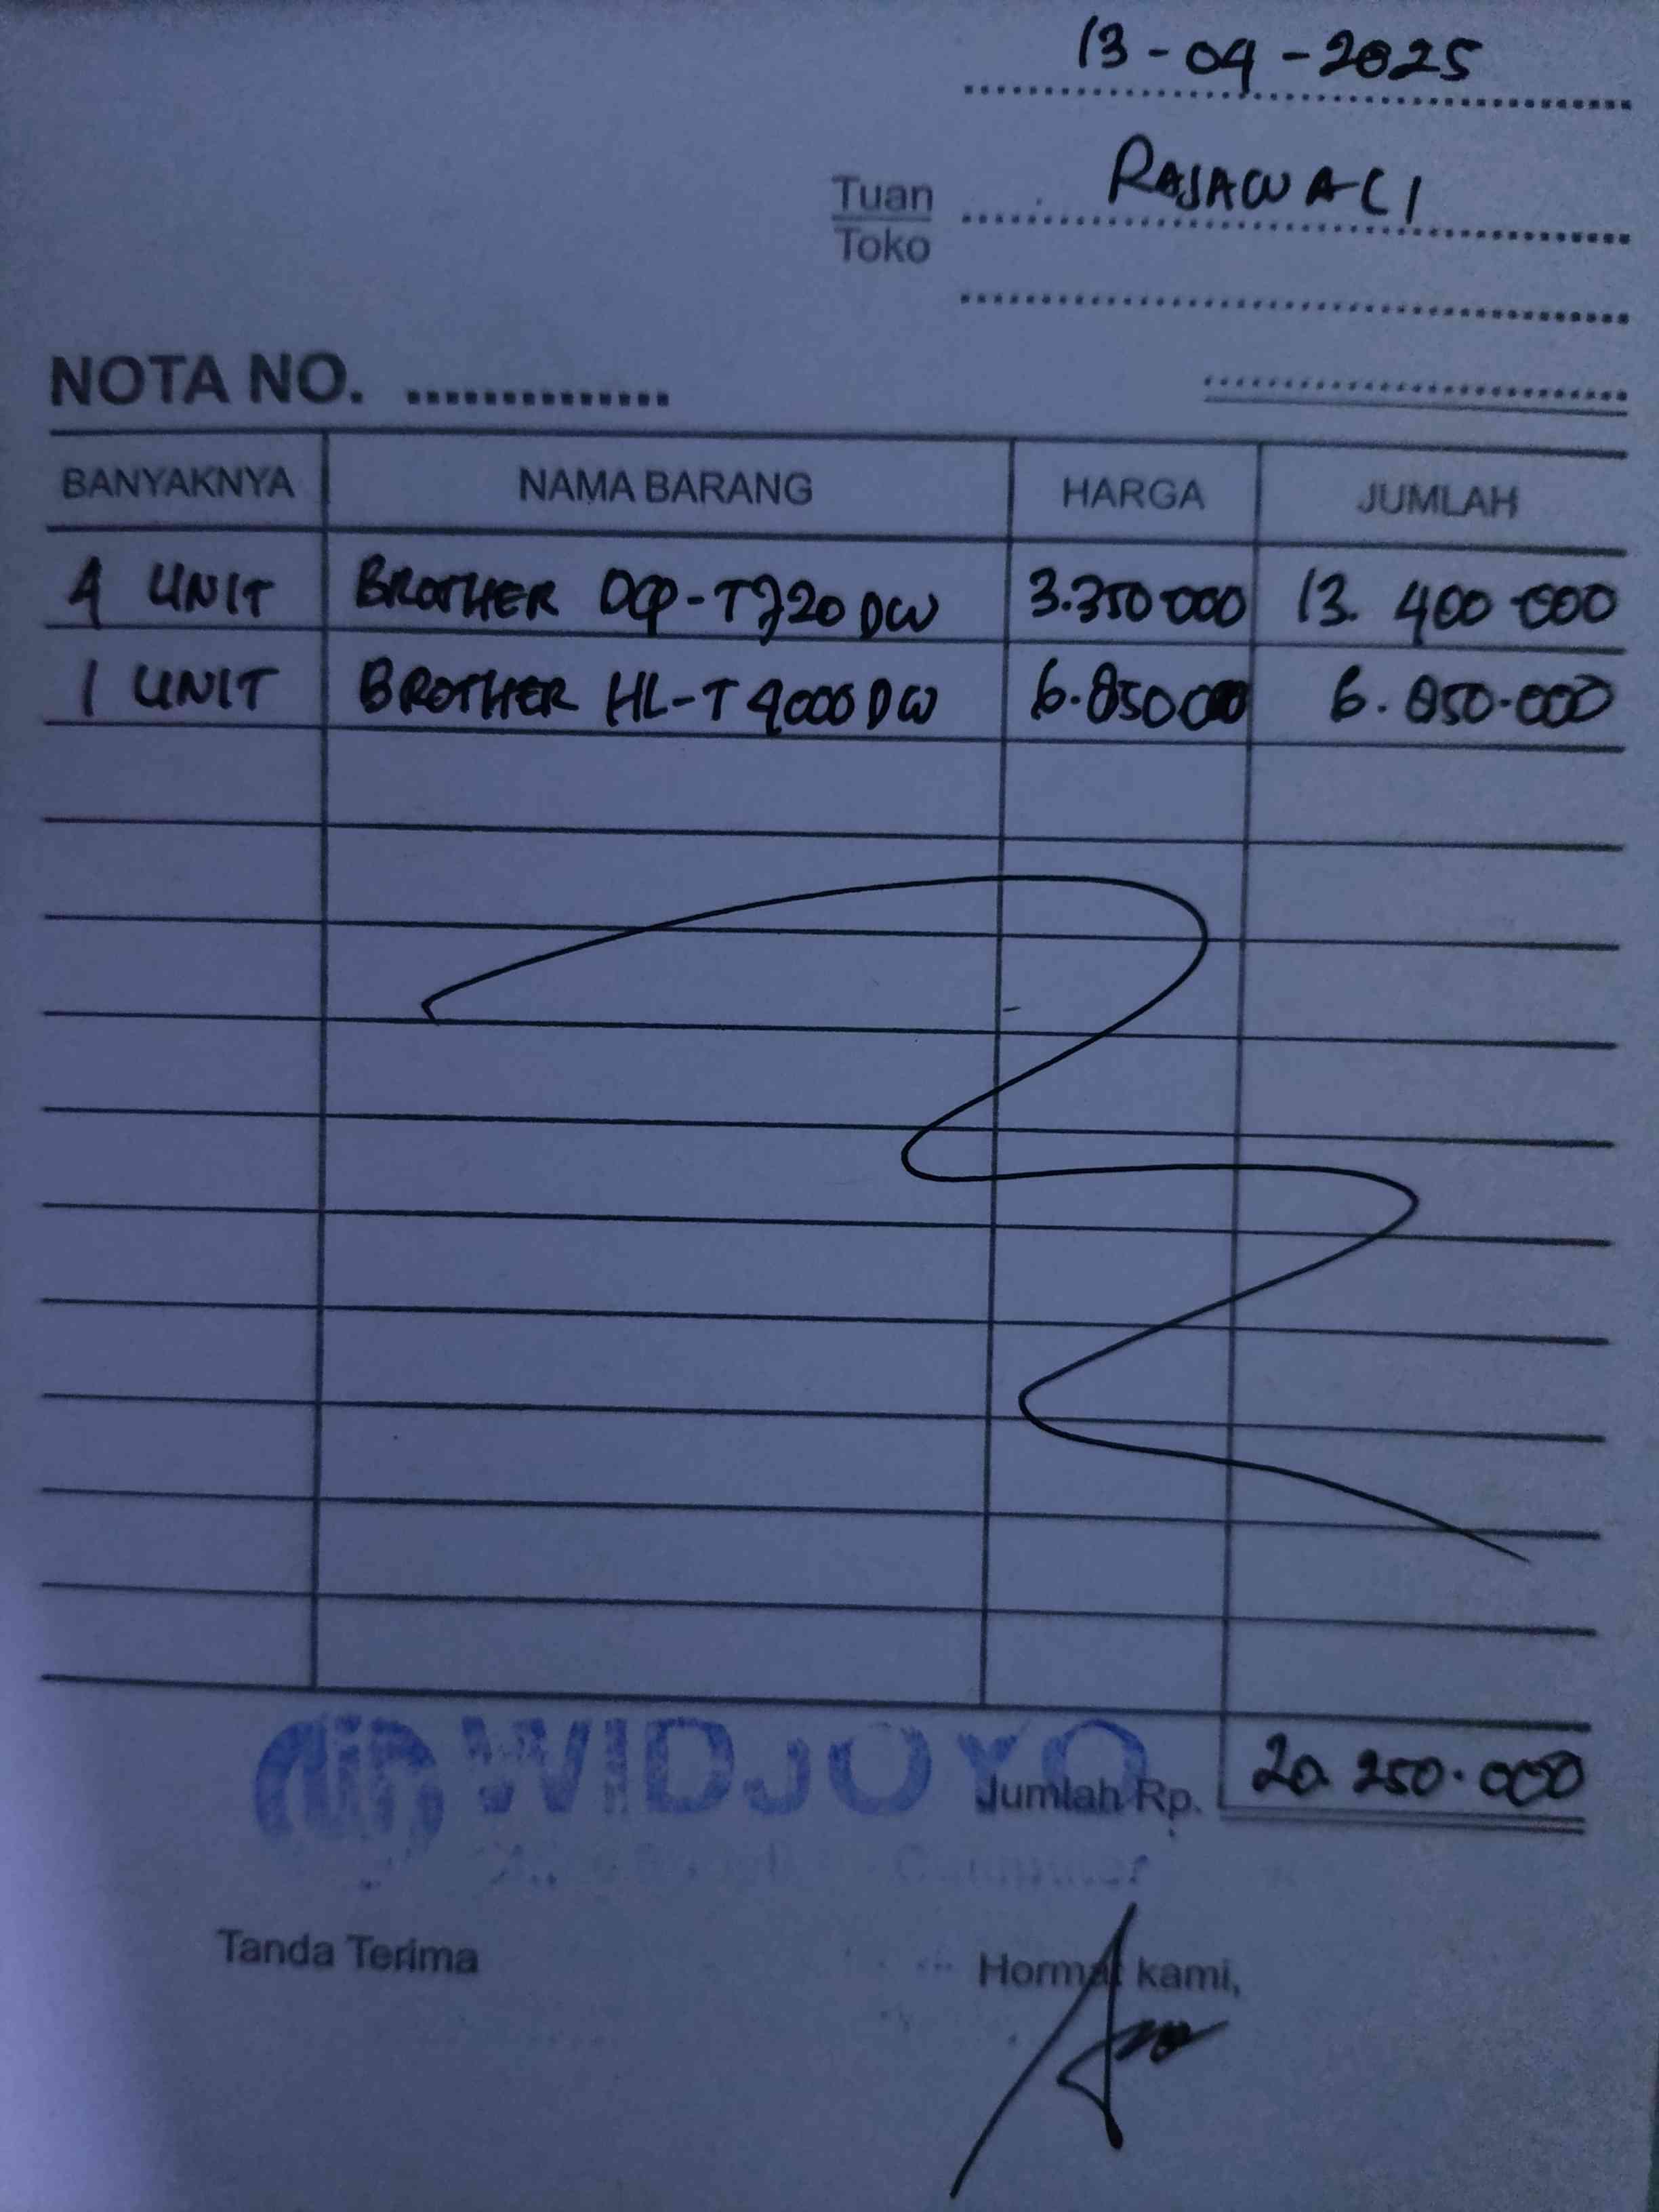 13-04-2025
Tuan RAJAWALI
Toko
NOTA NO. ..............
BANYAKNYA NAMA BARANG HARGA JUMLAH
4 UNIT BROTHER DCP-T720DW 3.350 000 13. 400 000
1 UNIT BROTHER HL-T4000DW 6.850 000 6. 850.000
WIDJOYO
Jumlah Rp. 20. 250.000
Tanda Terima Hormat kami,